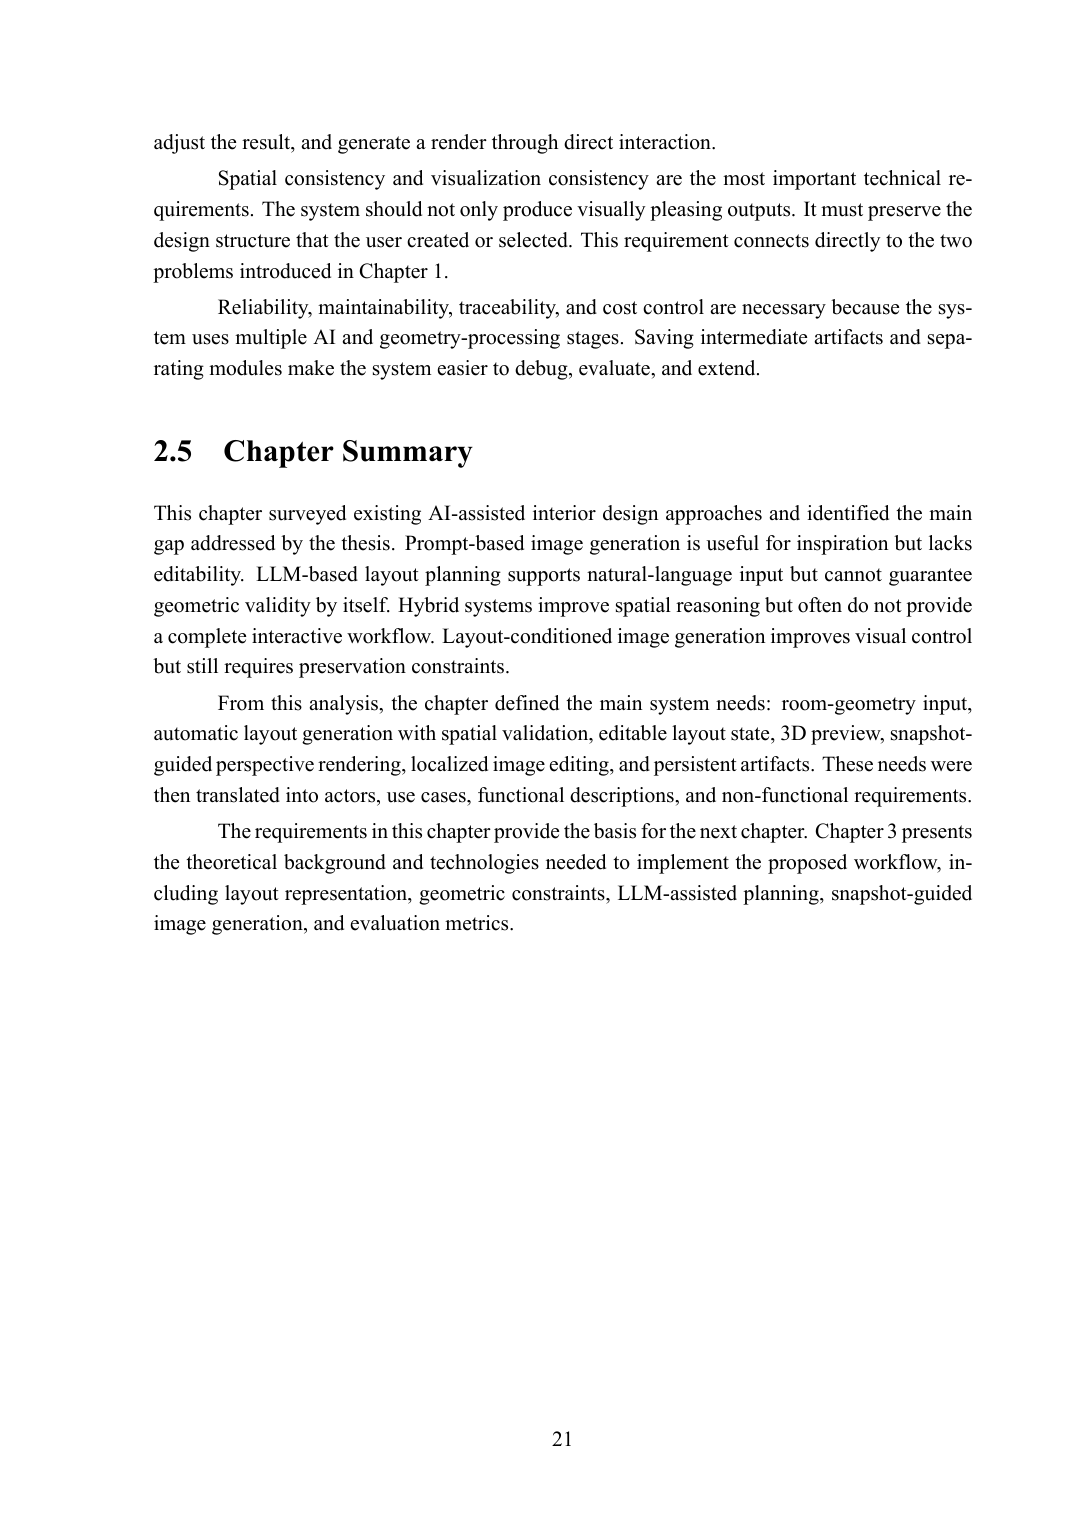 adjust the result, and generate a render through direct interaction.
Spatial consistency and visualization consistency are the most important technical re-
quirements. The system should not only produce visually pleasing outputs. It must preserve the
design structure that the user created or selected. This requirement connects directly to the two
problems introduced in Chapter 1.
Reliability, maintainability, traceability, and cost control are necessary because the sys-
tem uses multiple AI and geometry-processing stages. Saving intermediate artifacts and sepa-
rating modules make the system easier to debug, evaluate, and extend.
2.5 Chapter Summary
This chapter surveyed existing AI-assisted interior design approaches and identified the main
gap addressed by the thesis. Prompt-based image generation is useful for inspiration but lacks
editability. LLM-based layout planning supports natural-language input but cannot guarantee
geometric validity by itself. Hybrid systems improve spatial reasoning but often do not provide
a complete interactive workflow. Layout-conditioned image generation improves visual control
but still requires preservation constraints.
From this analysis, the chapter defined the main system needs: room-geometry input,
automatic layout generation with spatial validation, editable layout state, 3D preview, snapshot-
guided perspective rendering, localized image editing, and persistent artifacts. These needs were
then translated into actors, use cases, functional descriptions, and non-functional requirements.
The requirements in this chapter provide the basis for the next chapter. Chapter 3 presents
the theoretical background and technologies needed to implement the proposed workflow, in-
cluding layout representation, geometric constraints, LLM-assisted planning, snapshot-guided
image generation, and evaluation metrics.
21